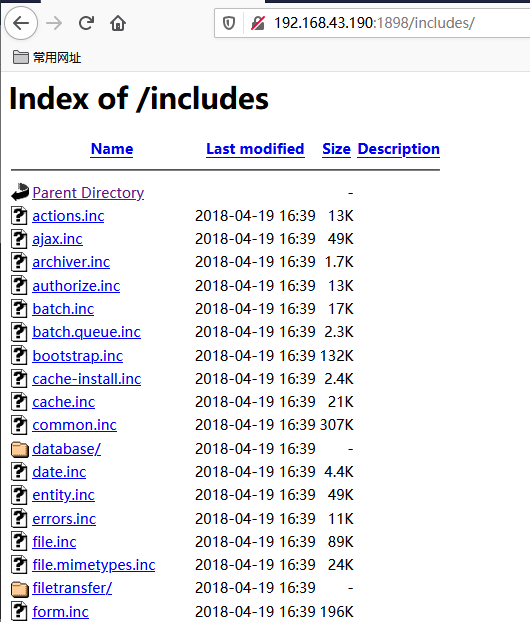 192.168.43.190:1898/includes/
常用网址
Index of /includes
Name Last modified Size Description
Parent Directory -
actions.inc 2018-04-19 16:39 13K
ajax.inc 2018-04-19 16:39 49K
archiver.inc 2018-04-19 16:39 1.7K
authorize.inc 2018-04-19 16:39 13K
batch.inc 2018-04-19 16:39 17K
batch.queue.inc 2018-04-19 16:39 2.3K
bootstrap.inc 2018-04-19 16:39 132K
cache-install.inc 2018-04-19 16:39 2.4K
cache.inc 2018-04-19 16:39 21K
common.inc 2018-04-19 16:39 307K
database/ 2018-04-19 16:39 -
date.inc 2018-04-19 16:39 4.4K
entity.inc 2018-04-19 16:39 49K
errors.inc 2018-04-19 16:39 11K
file.inc 2018-04-19 16:39 89K
file.mimetypes.inc 2018-04-19 16:39 24K
filetransfer/ 2018-04-19 16:39 -
form.inc 2018-04-19 16:39 196K